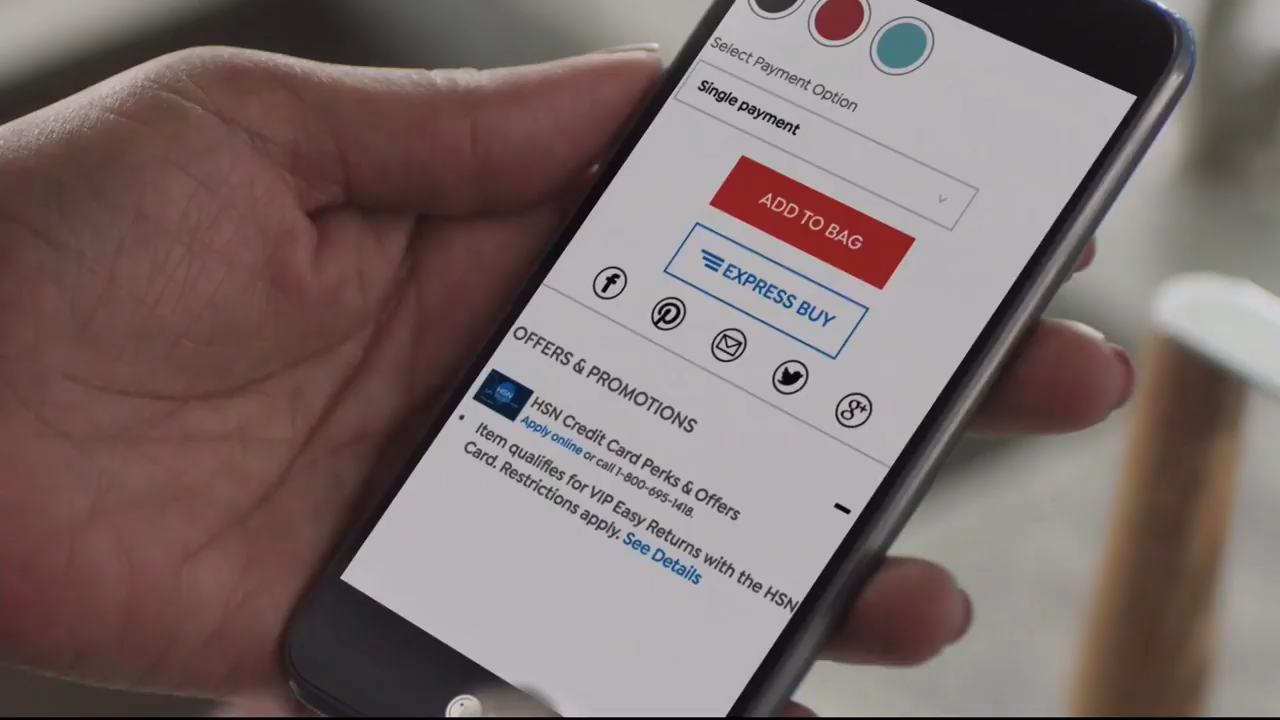 Select Payment Option
Single payment
ADD TO BAG
EXPRESS BUY
OFFERS & PROMOTIONS
HSN
HSN Credit Card Perks & Offers
Apply online or call 1-800-695-1418.
Item qualifies for VIP Easy Returns with the HSN
Card. Restrictions apply. See Details